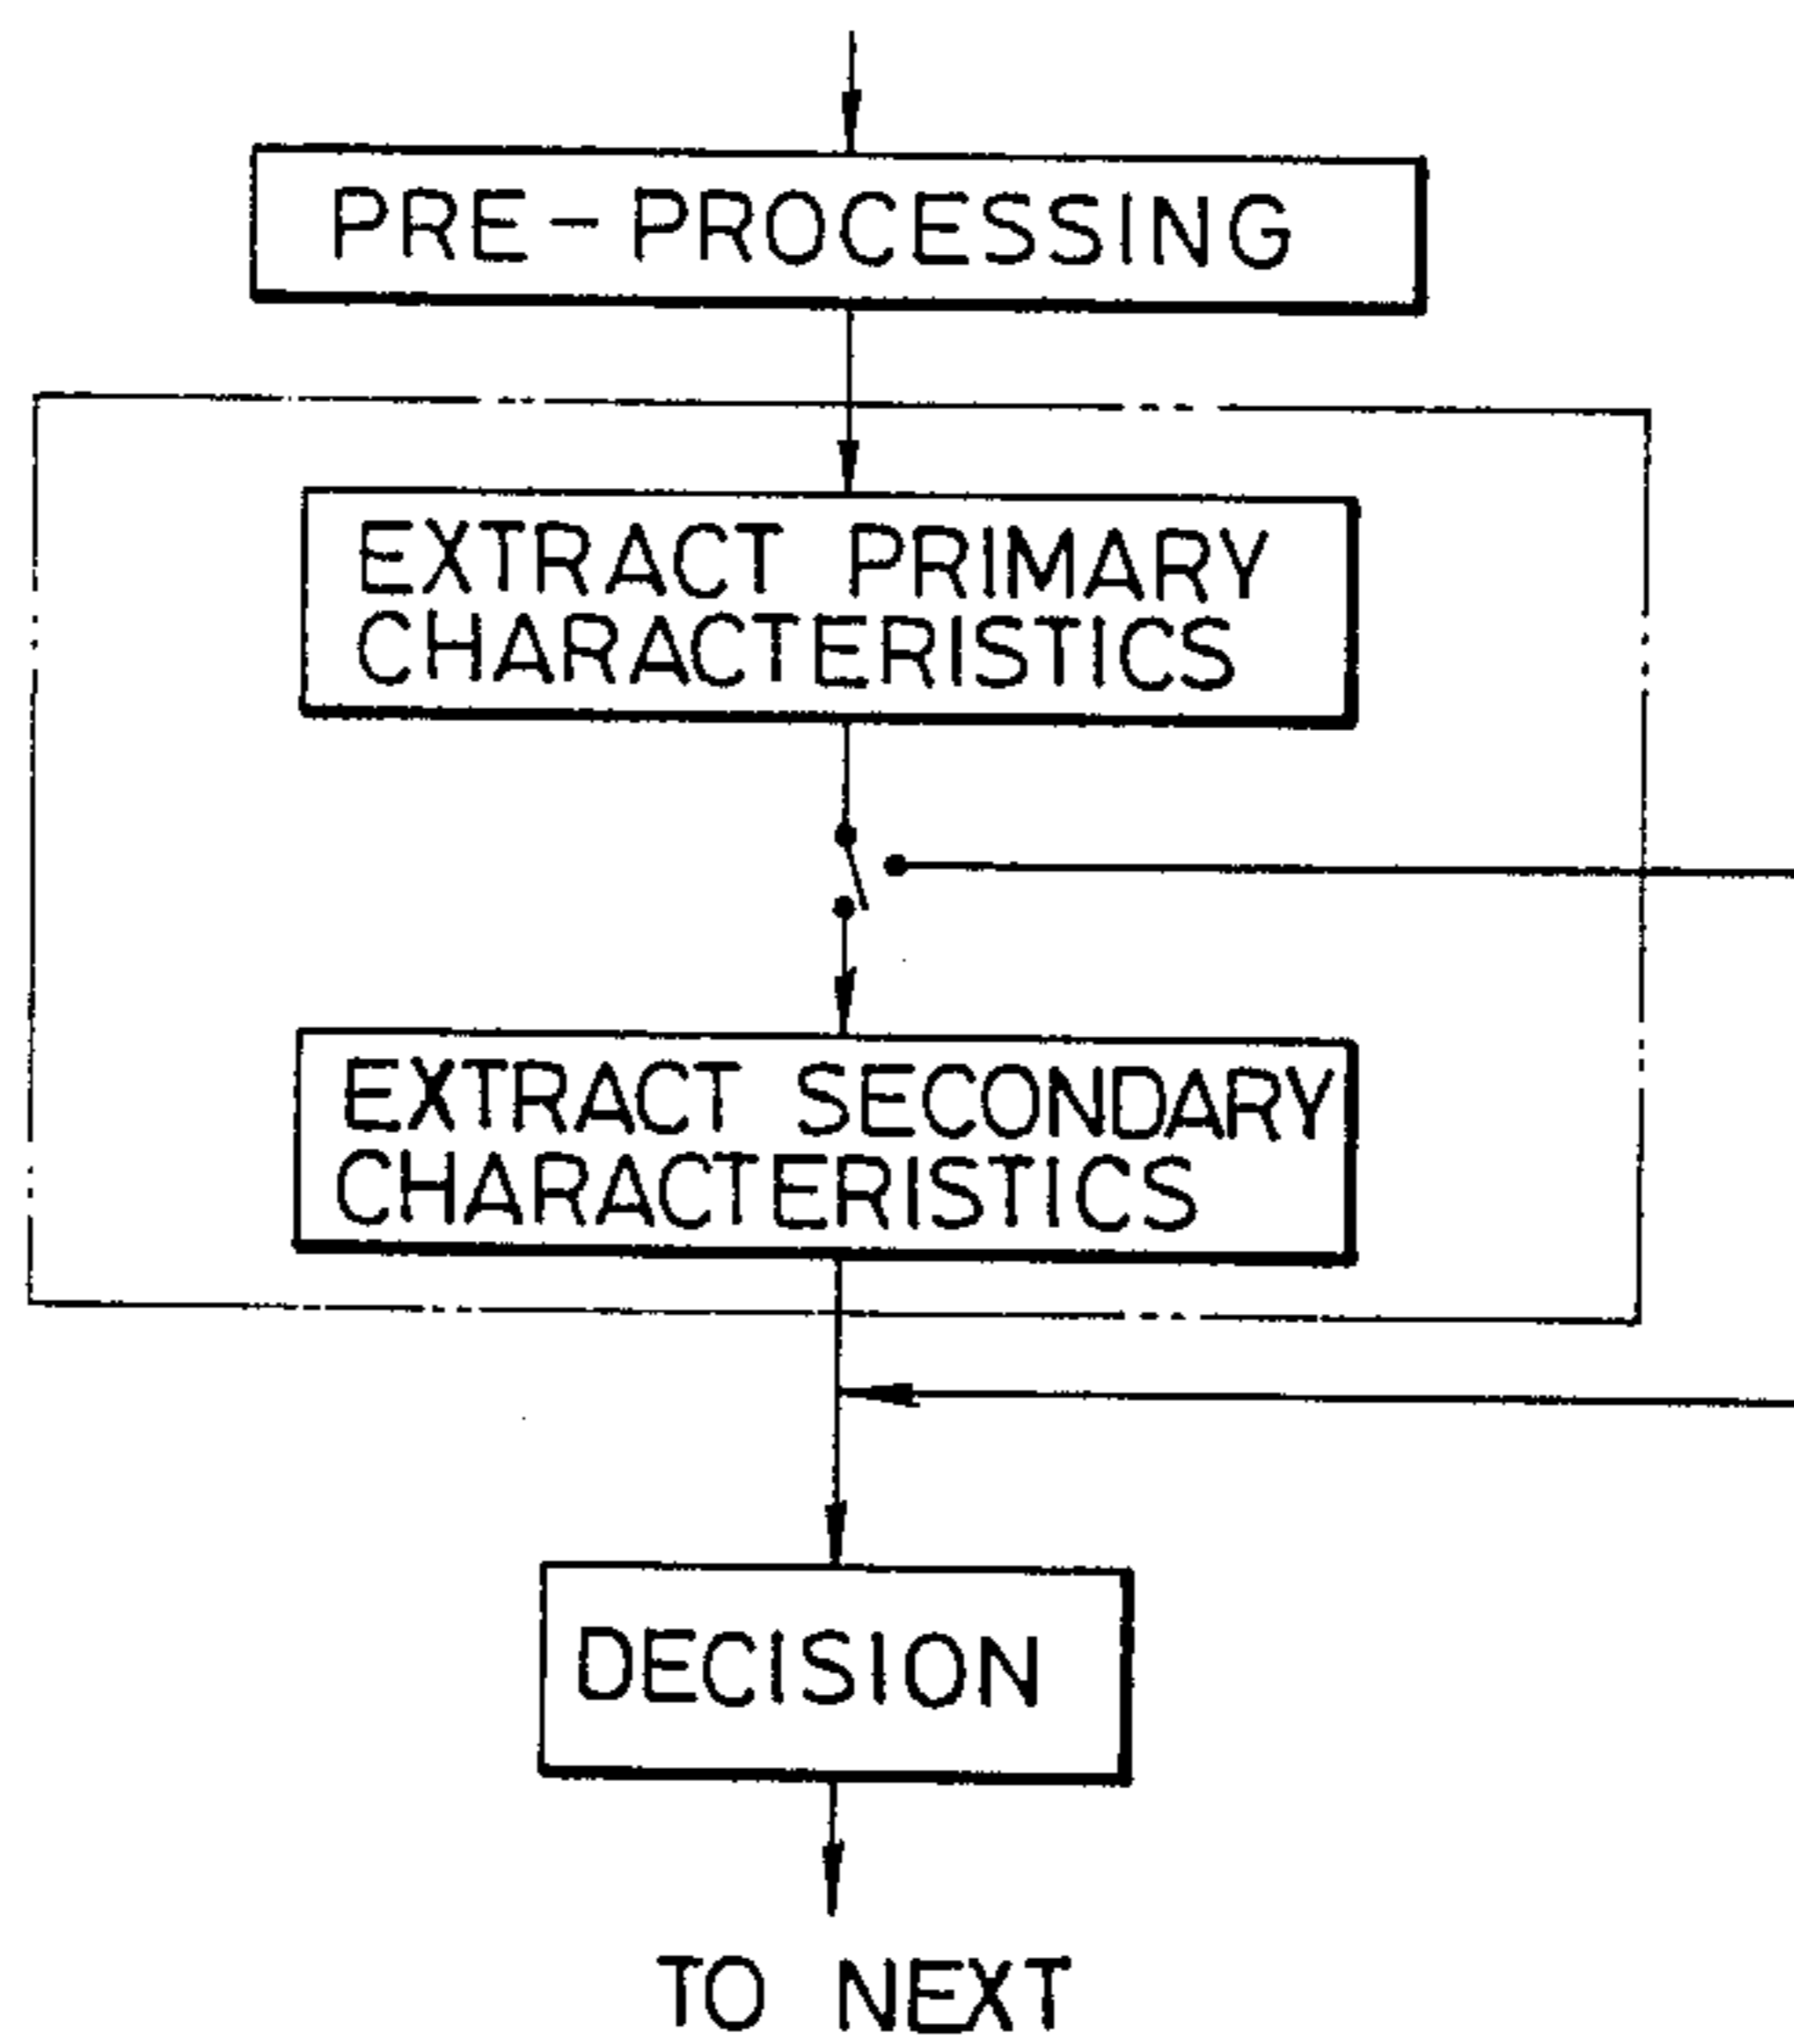 PRE-PROCESSING
EXTRACT PRIMARY
CHARACTERISTICS
EXTRACT SECONDARY
CHARACTERISTICS
DECISION
TO NEXT